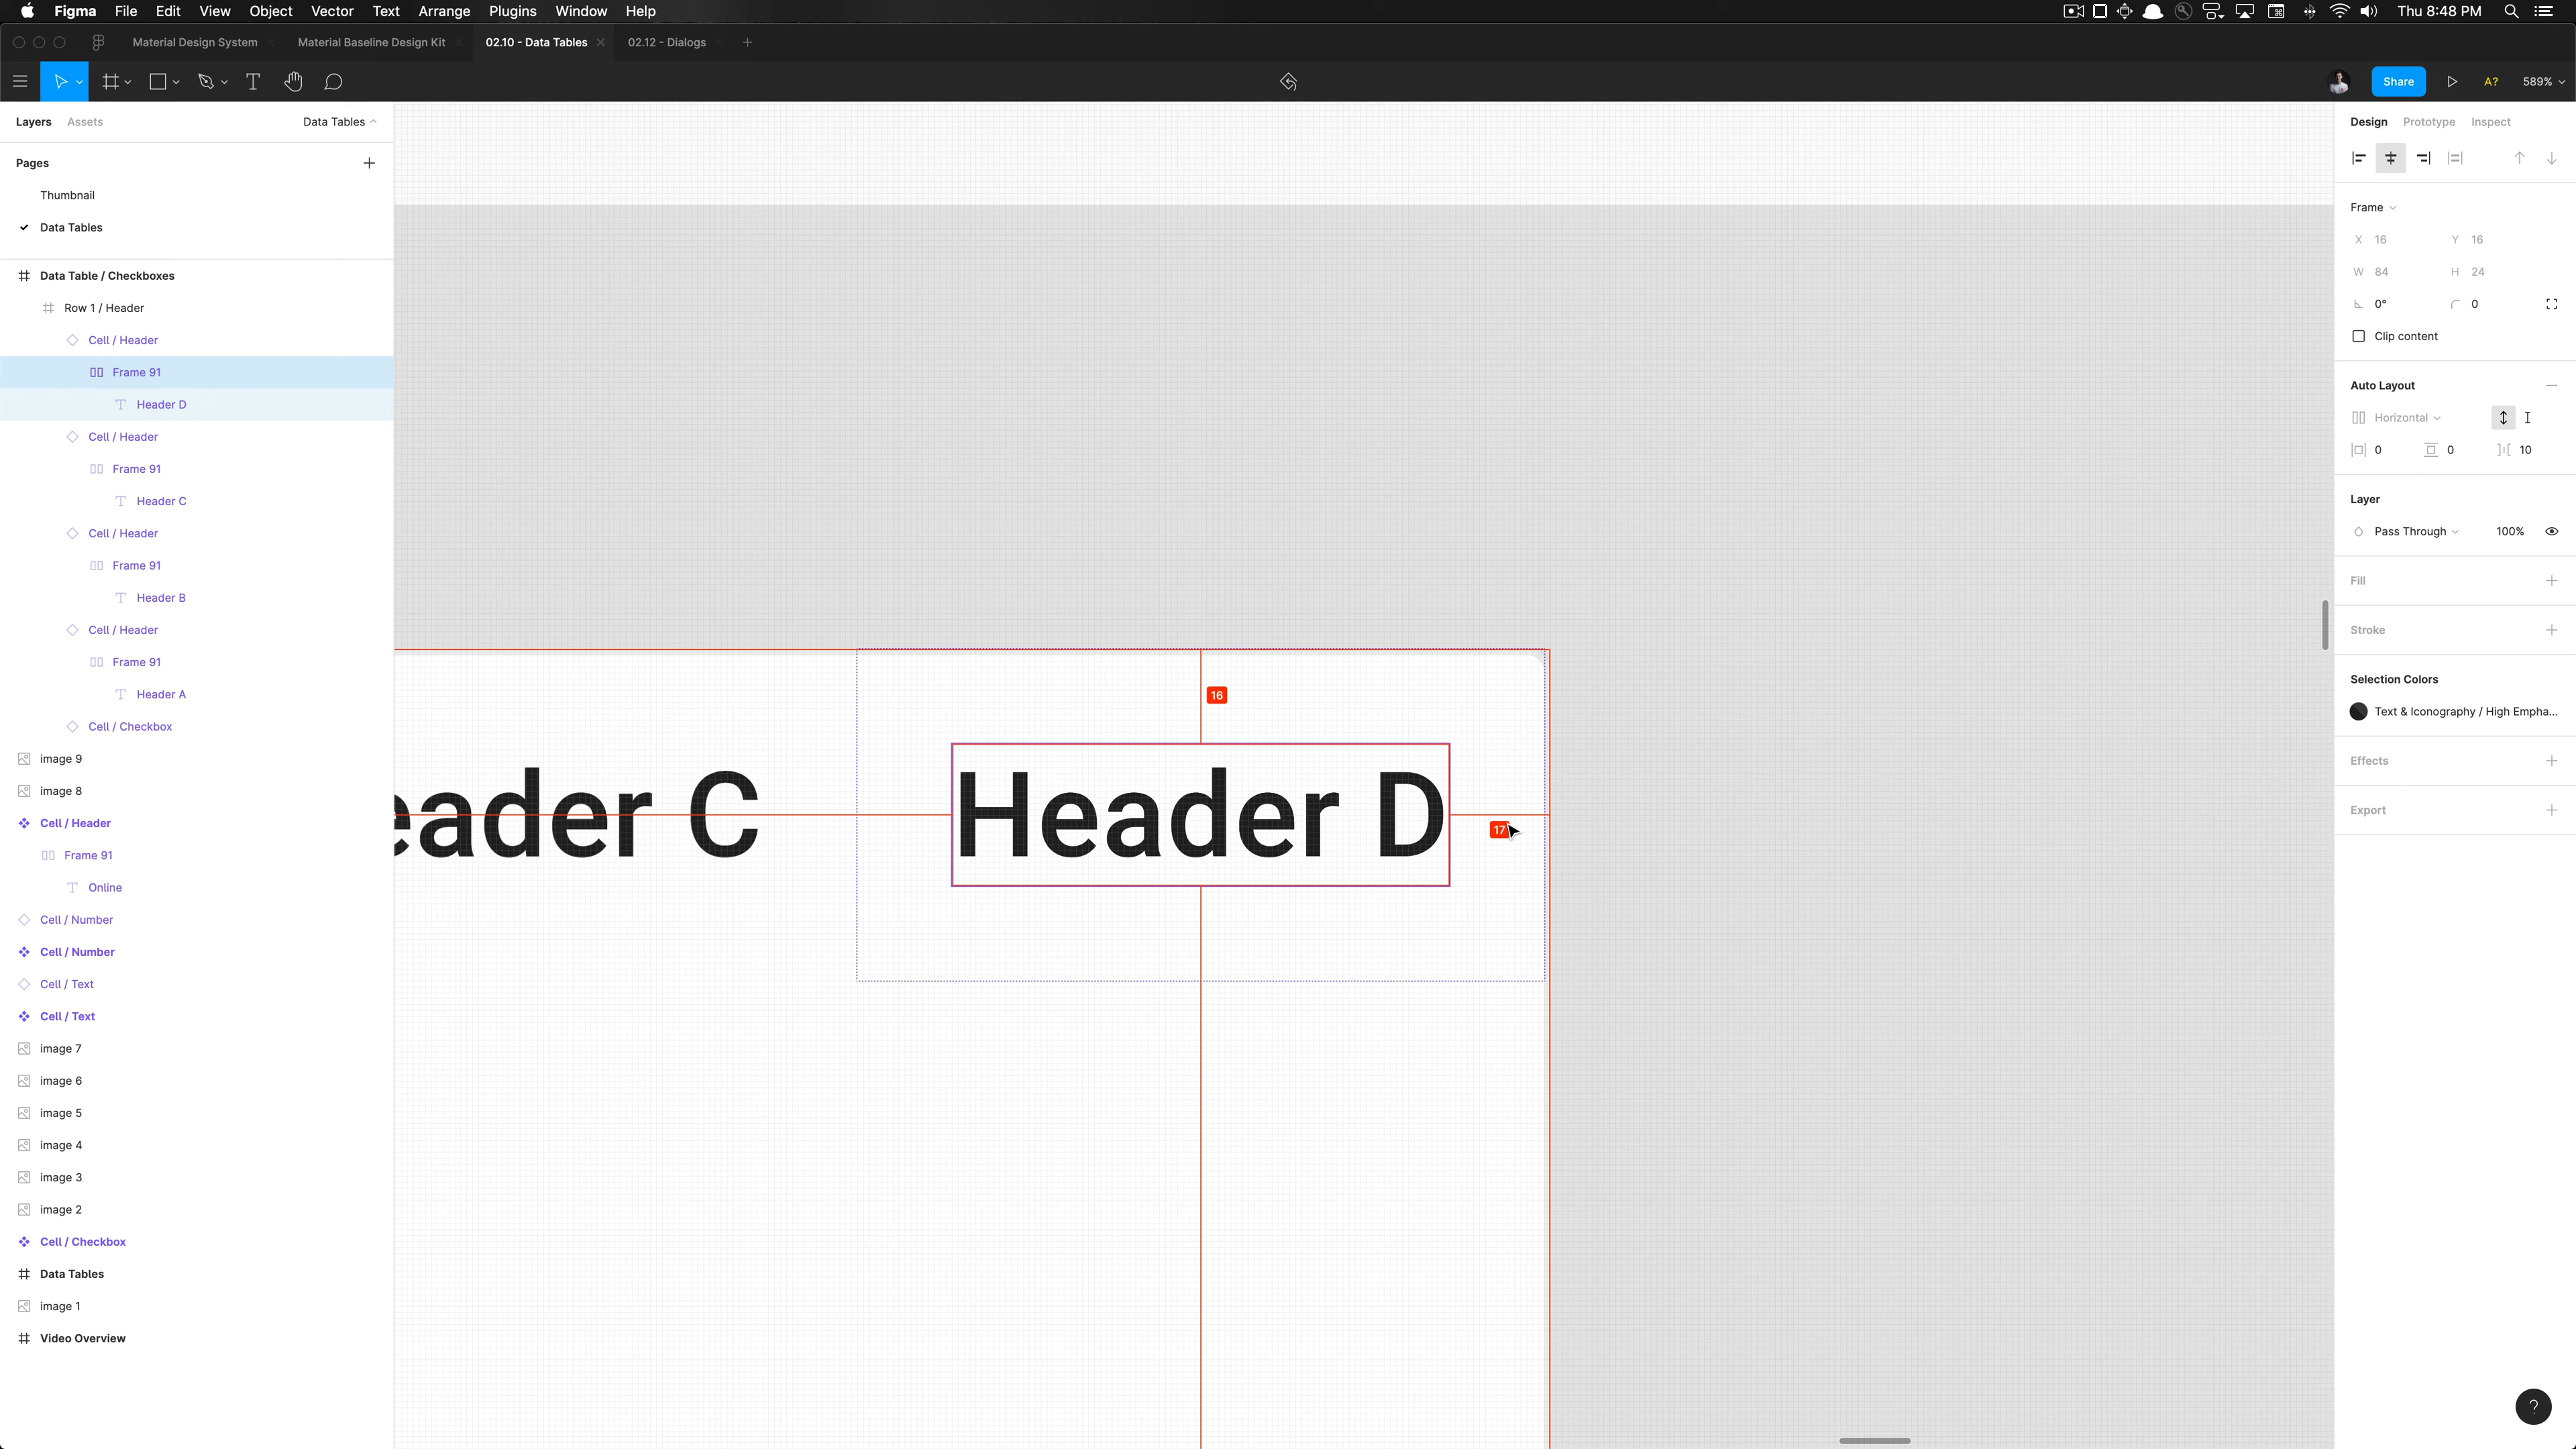 Figma File Edit View Object Vector Text Arrange Plugins Window Help Thu 8:48 PM
Material Design System Material Baseline Design Kit 02.10 - Data Tables 02.12 - Dialogs
Share A? 589%
Layers Assets Data Tables
Pages
Thumbnail
Data Tables
Data Table / Checkboxes
Row 1 / Header
Cell / Header
Frame 91
Header D
Cell / Header
Frame 91
Header C
Cell / Header
Frame 91
Header B
Cell / Header
Frame 91
Header A
Cell / Checkbox
image 9
image 8
Cell / Header
Frame 91
Online
Cell / Number
Cell / Number
Cell / Text
Cell / Text
image 7
image 6
image 5
image 4
image 3
image 2
Cell / Checkbox
Data Tables
image 1
Video Overview
16
eader C Header D
17
Design Prototype Inspect
Frame
X 16 Y 16
W 84 H 24
0° 0
Clip content
Auto Layout
Horizontal
0 0 10
Layer
Pass Through 100%
Fill
Stroke
Selection Colors
Text & Iconography / High Empha...
Effects
Export
?